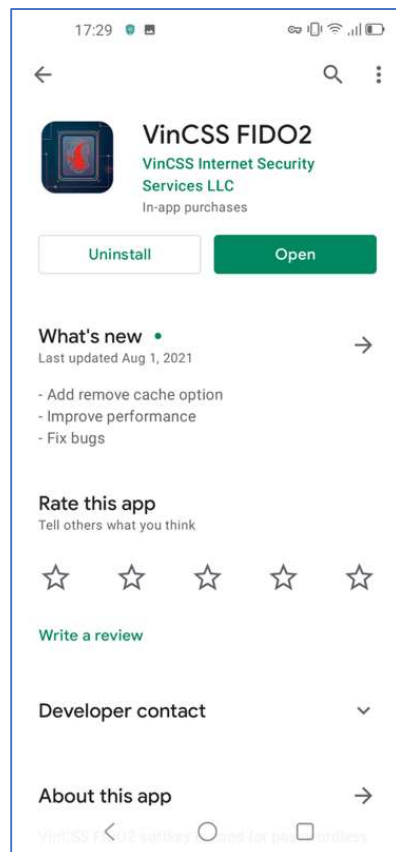 17:29
VinCSS FIDO2
VinCSS Internet Security
Services LLC
In-app purchases
Uninstall
Open
What's new
Last updated Aug 1, 2021
- Add remove cache option
- Improve performance
- Fix bugs
Rate this app
Tell others what you think
Write a review
Developer contact
About this app
VinCSS FIDO2